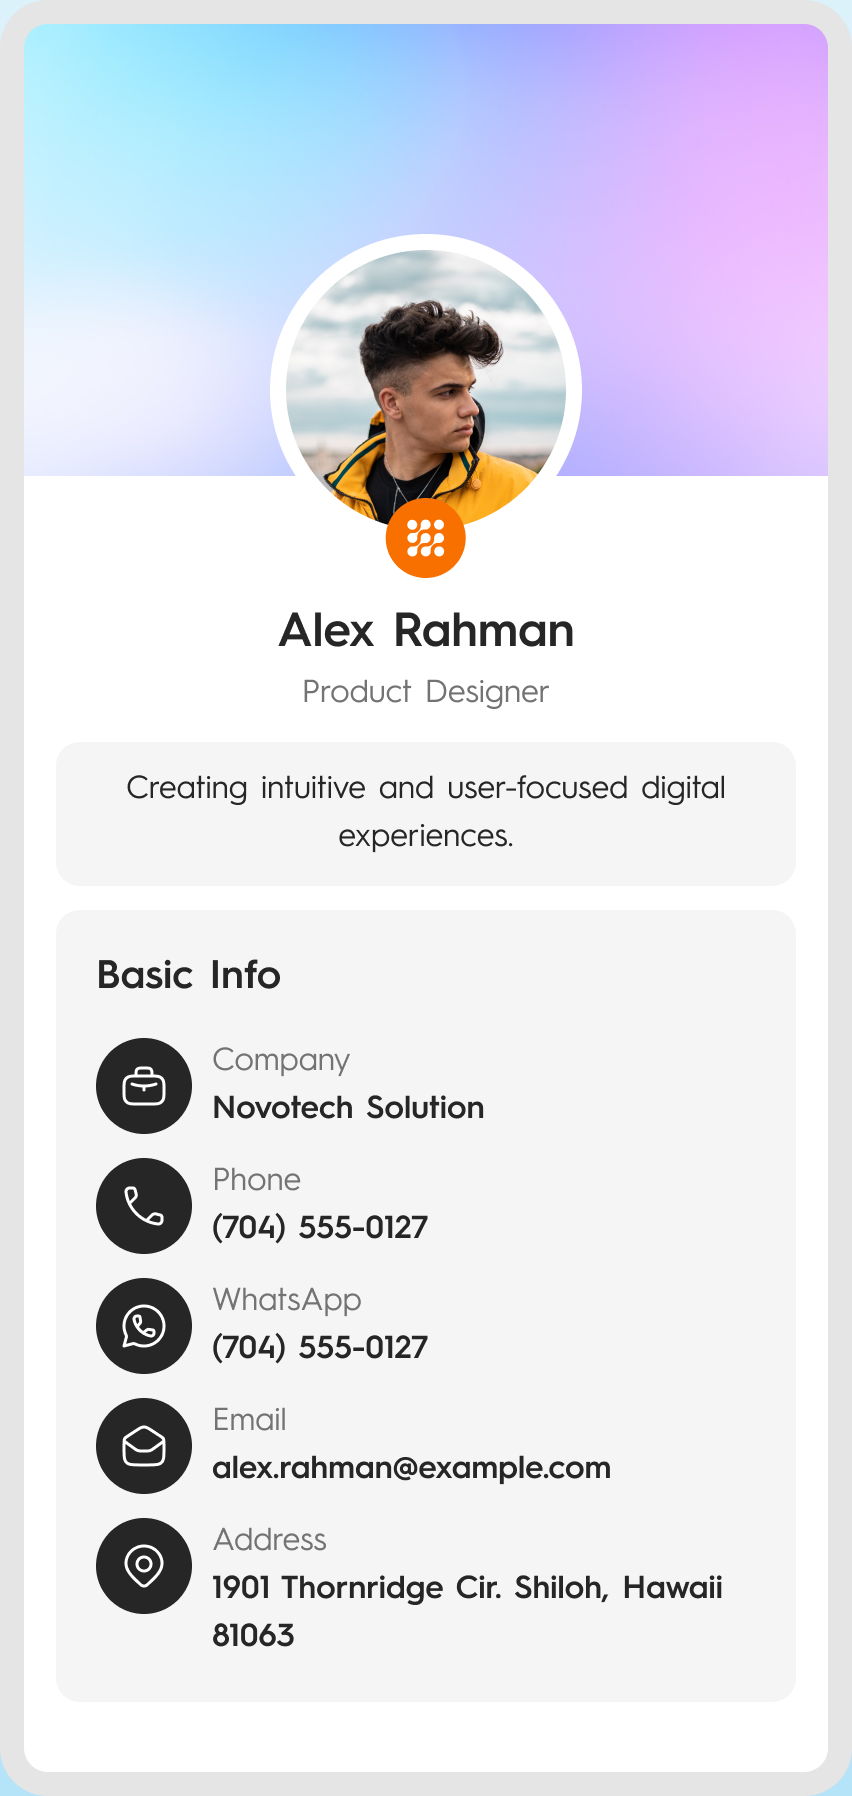 Alex Rahman
Product Designer
Creating intuitive and user-focused digital
experiences.
Basic Info
Company
Novotech Solution
Phone
(704) 555-0127
WhatsApp
(704) 555-0127
Email
alex.rahman@example.com
Address
1901 Thornridge Cir. Shiloh, Hawaii
81063